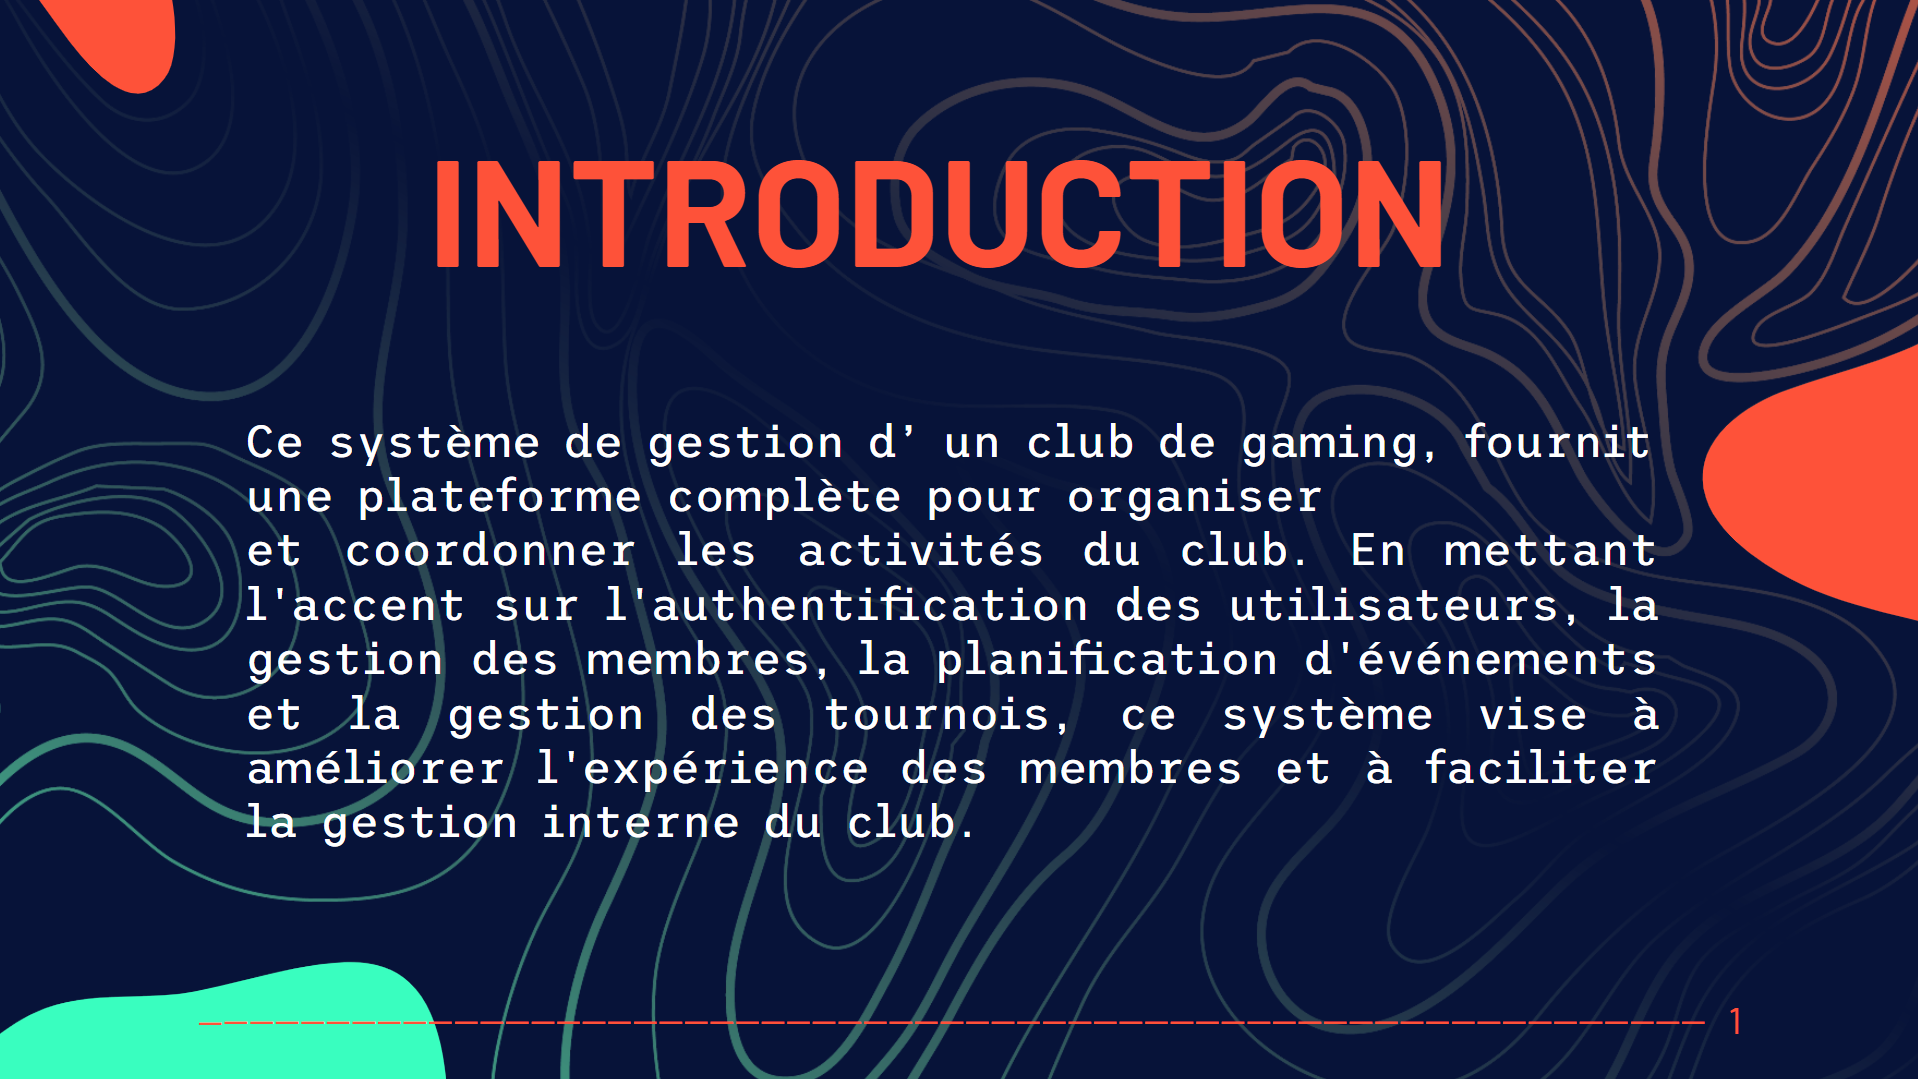 INTRODUCTION
Ce système de gestion d’ un club de gaming, fournit
une plateforme complète pour organiser
et coordonner les activités du club. En mettant
l'accent sur l'authentification des utilisateurs, la
gestion des membres, la planification d'événements
et la gestion des tournois, ce système vise à
améliorer l'expérience des membres et à faciliter
la gestion interne du club.
1